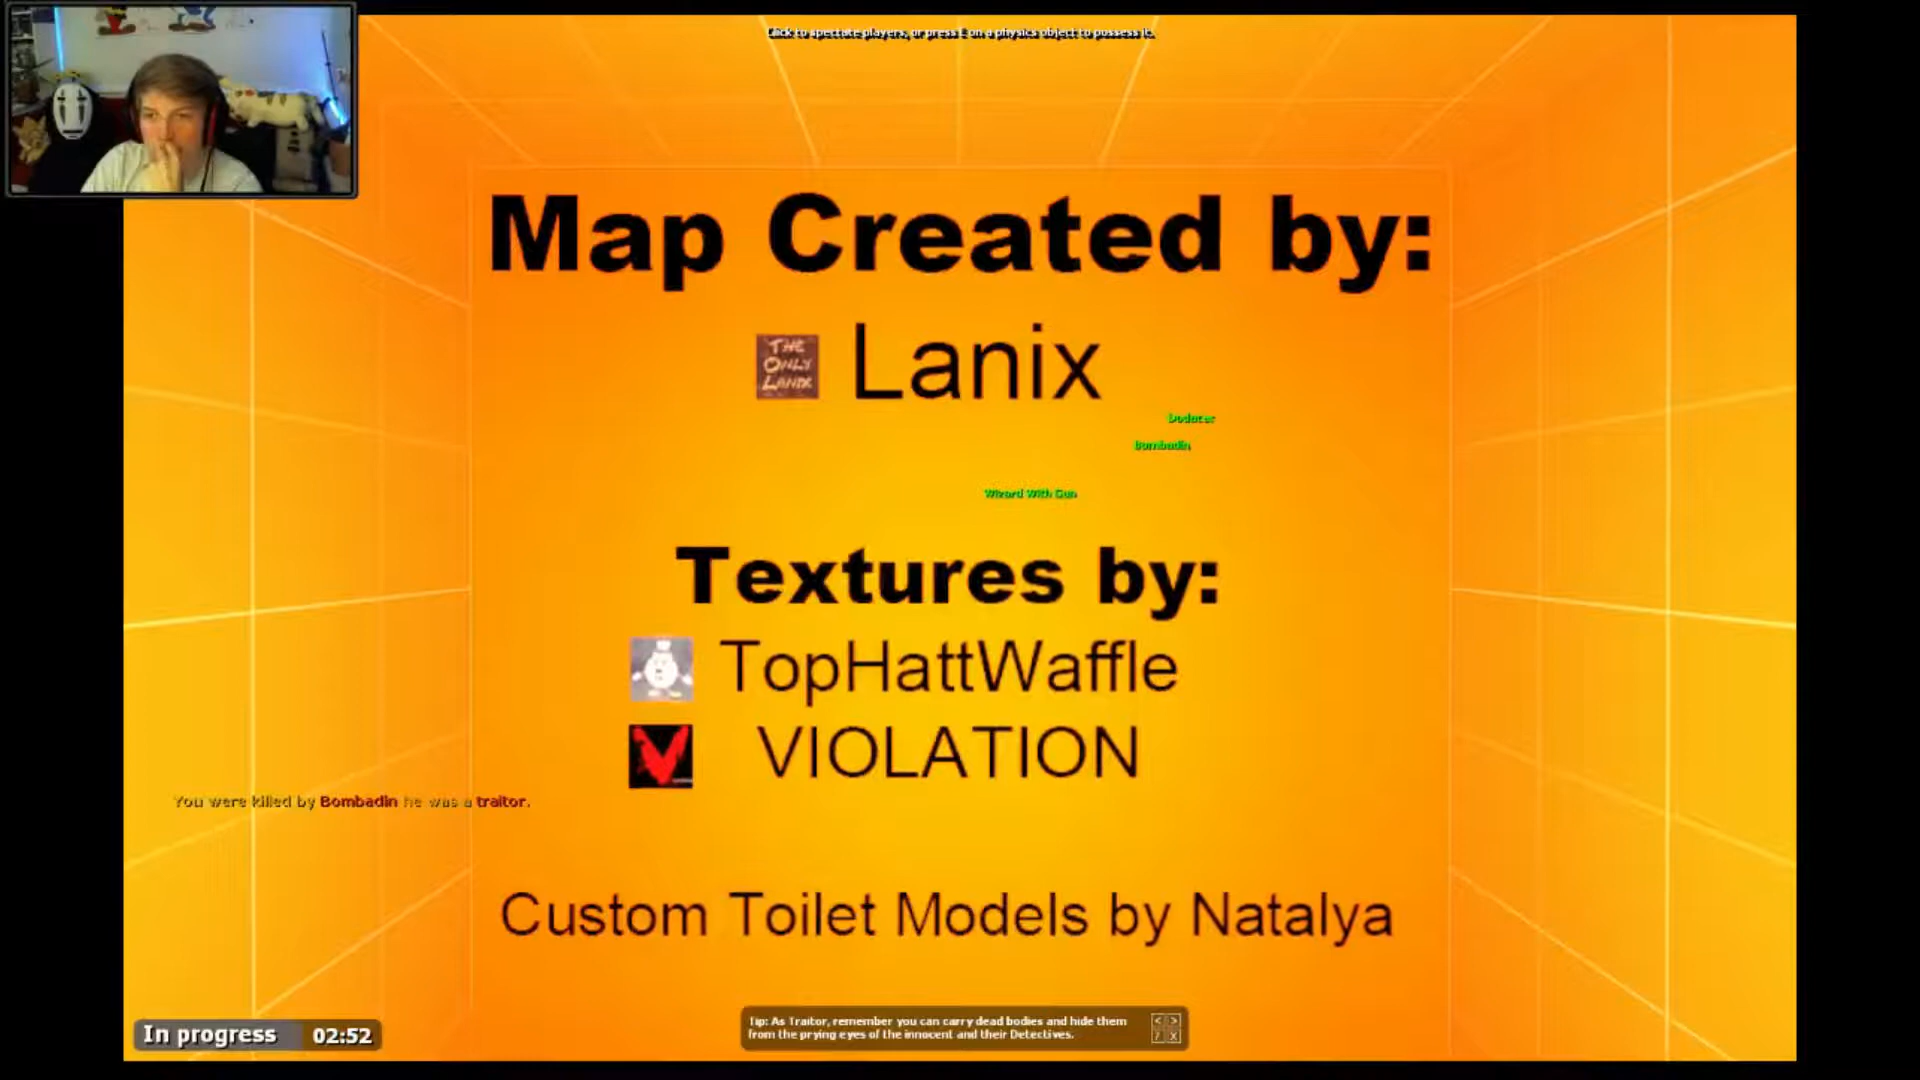 Click to spectate players, or press E on a physics object to possess it.
Map Created by:
THE
ONLY
LANIX
Lanix
Bombadin
Wizard With Gun
Textures by:
TopHattWaffle
VIOLATION
You were killed by Bombadin he was a traitor.
Custom Toilet Models by Natalya
In progress 02:52
Tip: As Traitor, remember you can carry dead bodies and hide them
from the prying eyes of the innocent and their Detectives.
< >
? X